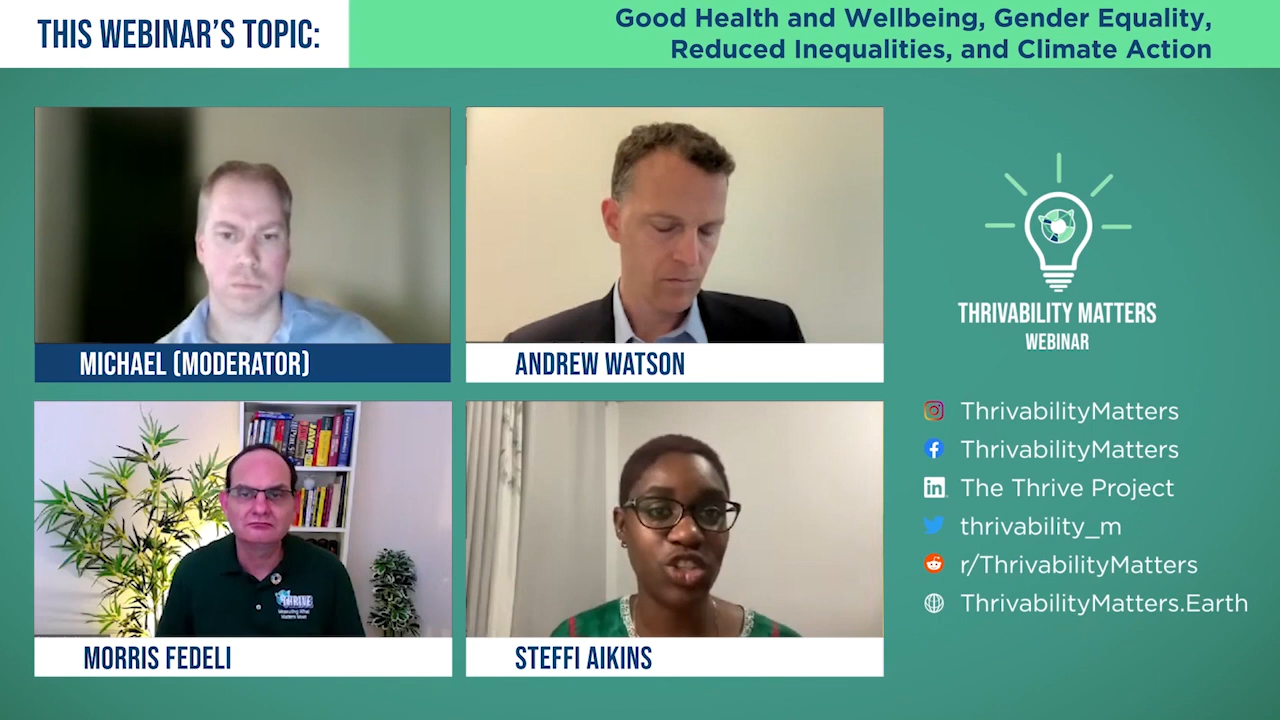 THIS WEBINAR'S TOPIC:
Good Health and Wellbeing, Gender Equality,
Reduced Inequalities, and Climate Action
MICHAEL (MODERATOR)
ANDREW WATSON
THRIVE
MORRIS FEDELI
STEFFI AIKINS
THRIVABILITY MATTERS
WEBINAR
ThrivabilityMatters
ThrivabilityMatters
The Thrive Project
thrivability_m
r/ThrivabilityMatters
ThrivabilityMatters.Earth